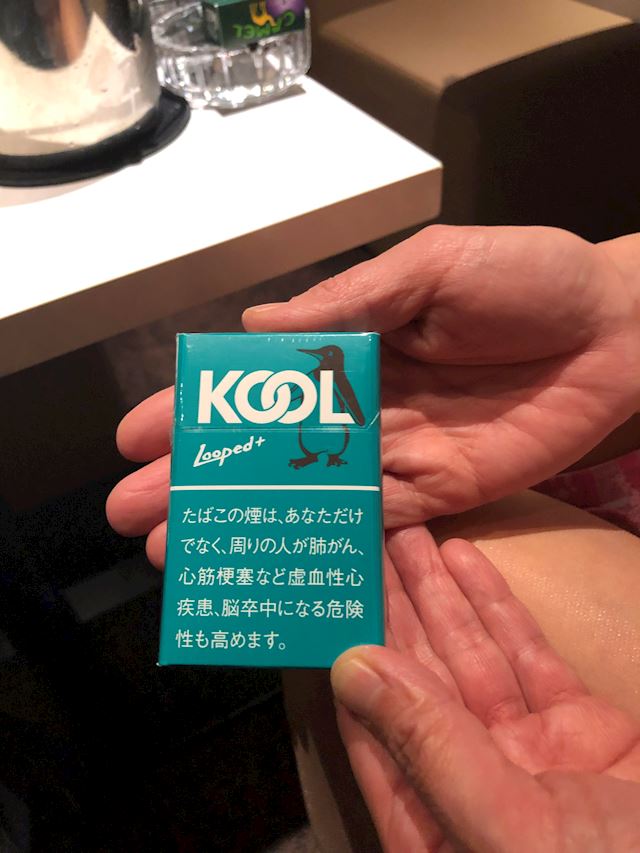 CAMEL
KOOL
Looped+
たばこの煙は、あなただけ
でなく、周りの人が肺がん、
心筋梗塞など虚血性心
疾患、脳卒中になる危険
性も高めます。